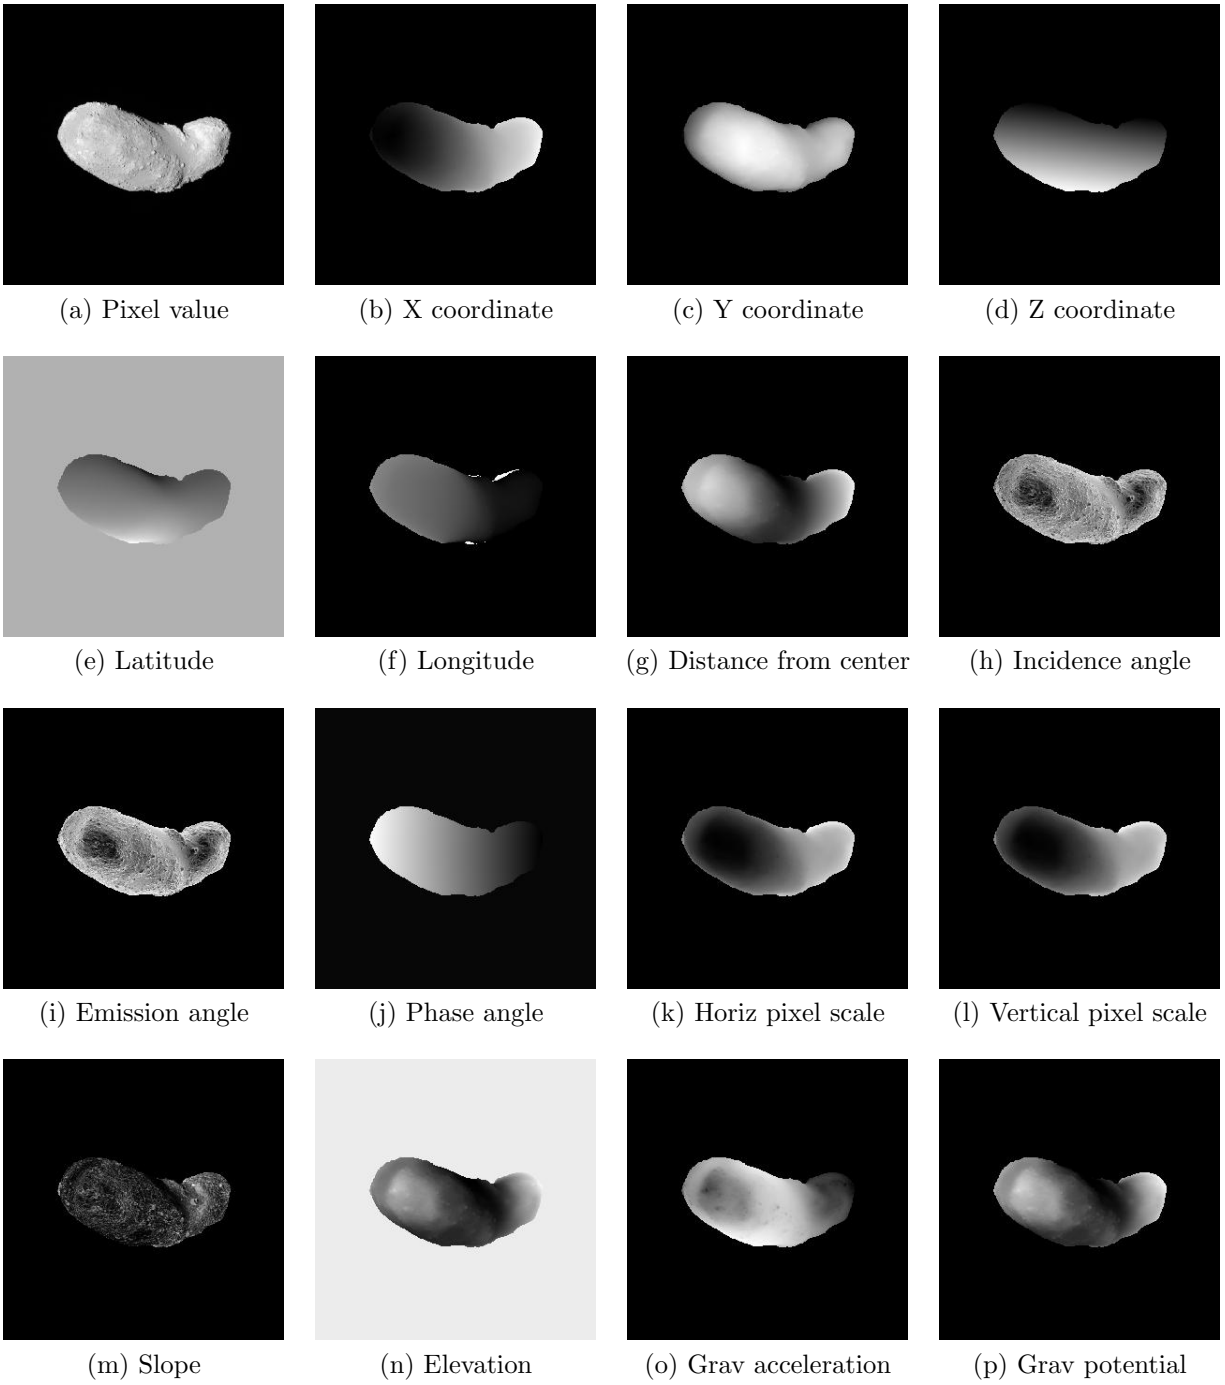 (a) Pixel value
(b) X coordinate
(c) Y coordinate
(d) Z coordinate
(e) Latitude
(f) Longitude
(g) Distance from center
(h) Incidence angle
(i) Emission angle
(j) Phase angle
(k) Horiz pixel scale
(l) Vertical pixel scale
(m) Slope
(n) Elevation
(o) Grav acceleration
(p) Grav potential